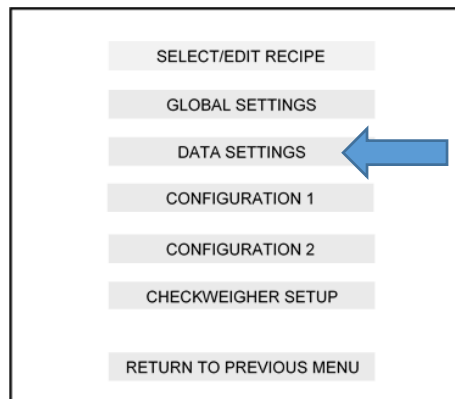 SELECT/EDIT RECIPE
GLOBAL SETTINGS
DATA SETTINGS
CONFIGURATION 1
CONFIGURATION 2
CHECKWEIGHER SETUP
RETURN TO PREVIOUS MENU